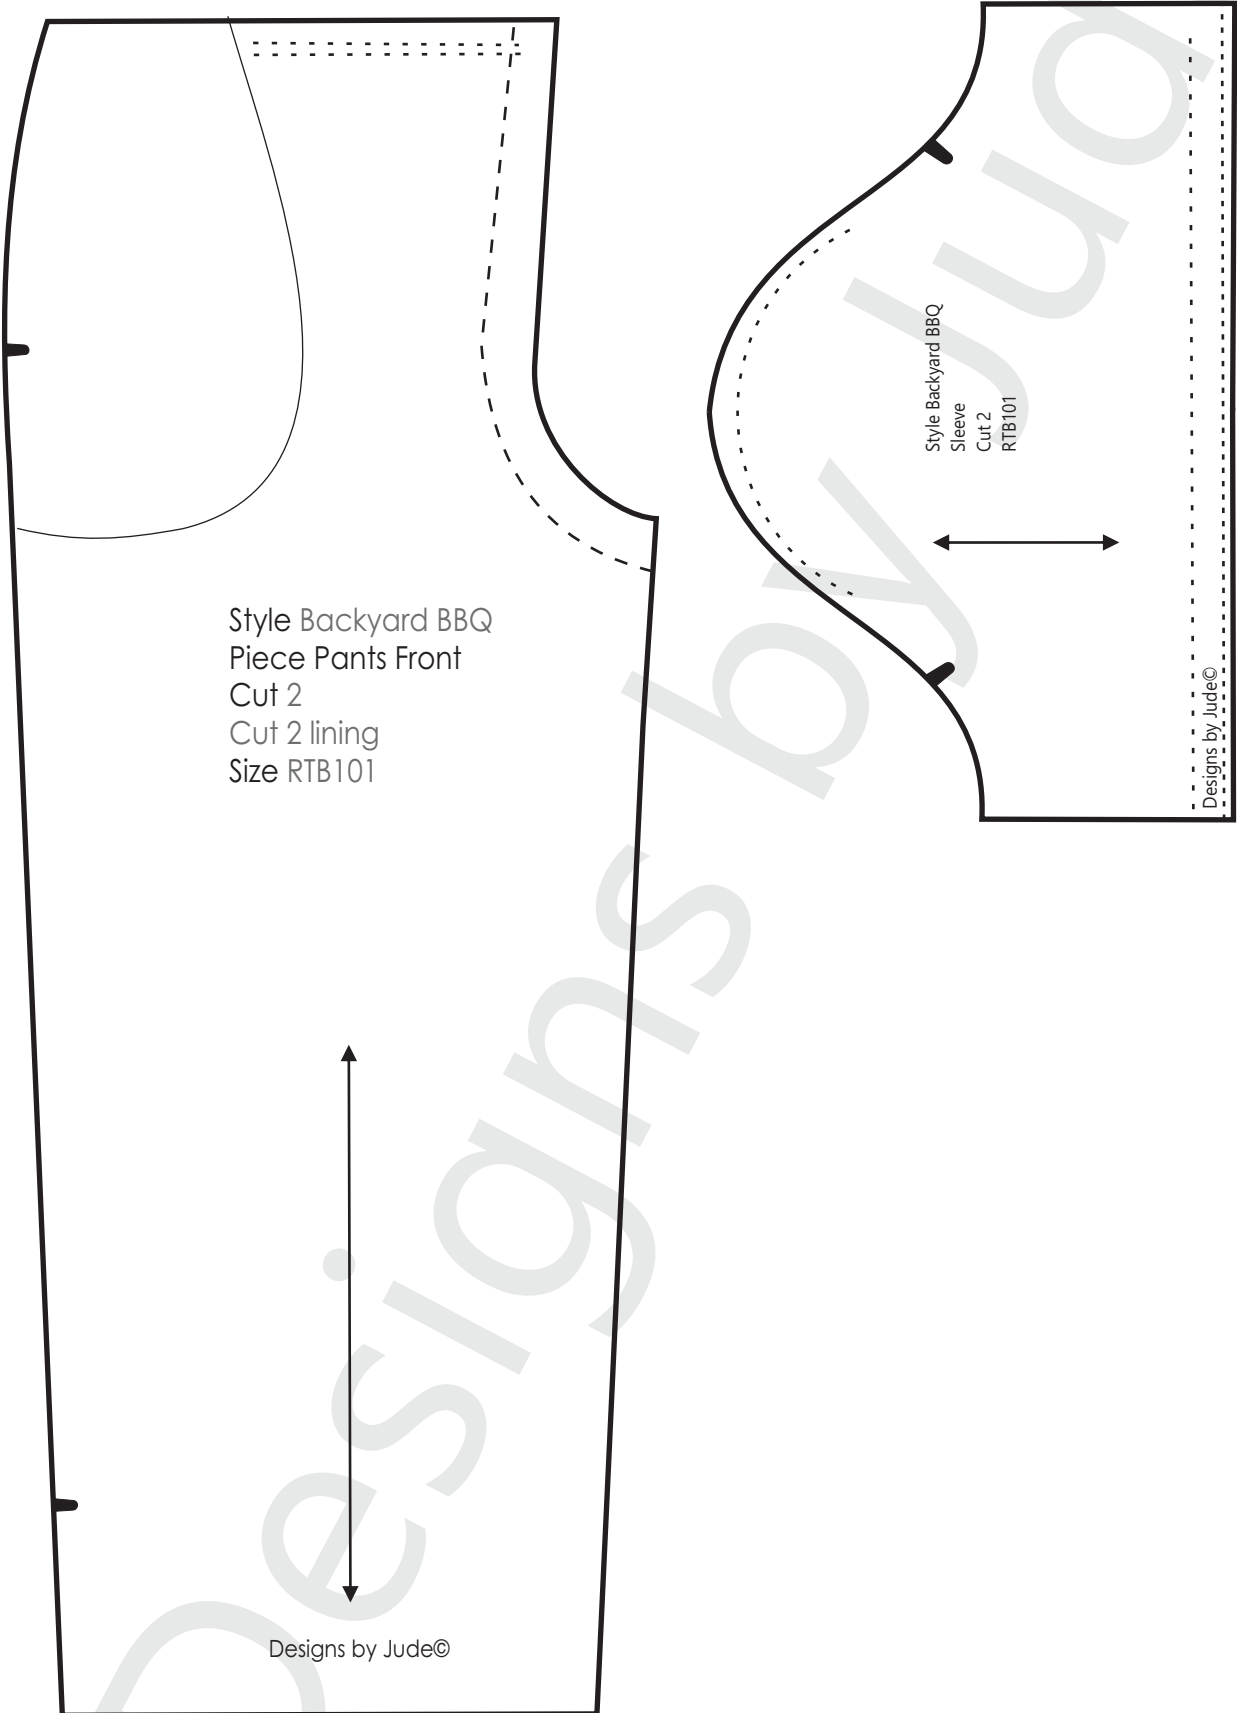 Style Backyard BBQ
Piece Pants Front
Cut 2
Cut 2 lining
Size RTB101
Designs by Jude©
Style Backyard BBQ
Sleeve
Cut 2
RTB101
Designs by Jude©
Designs by Jud